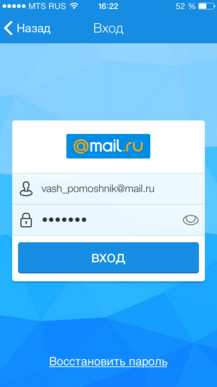 MTS RUS 16:22 52 %
Назад Вход
@mail.ru
vash_pomoshnik@mail.ru
•••••••
ВХОД
Восстановить пароль